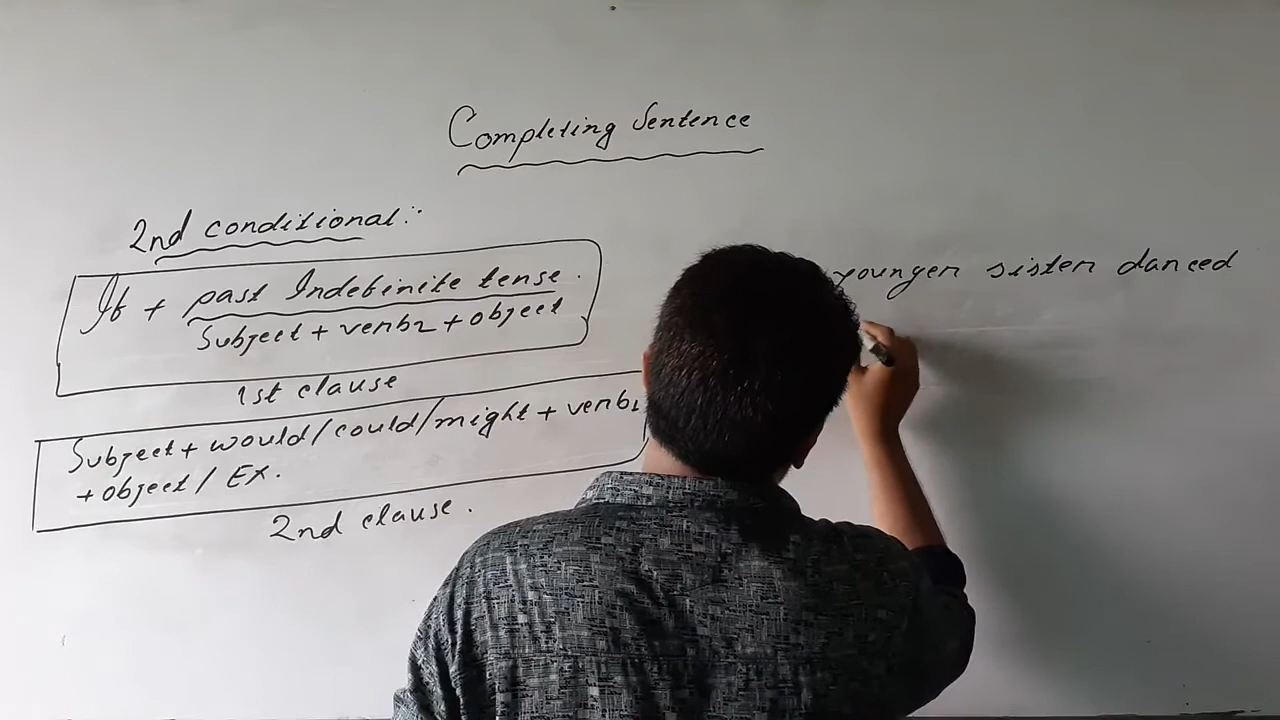 Completing Sentence
2nd conditional:
If + past Indefinite tense.
Subject + verb2 + object
1st clause
Subject + would/could/might + verb1
+ object / Ex.
2nd clause.
younger sister danced